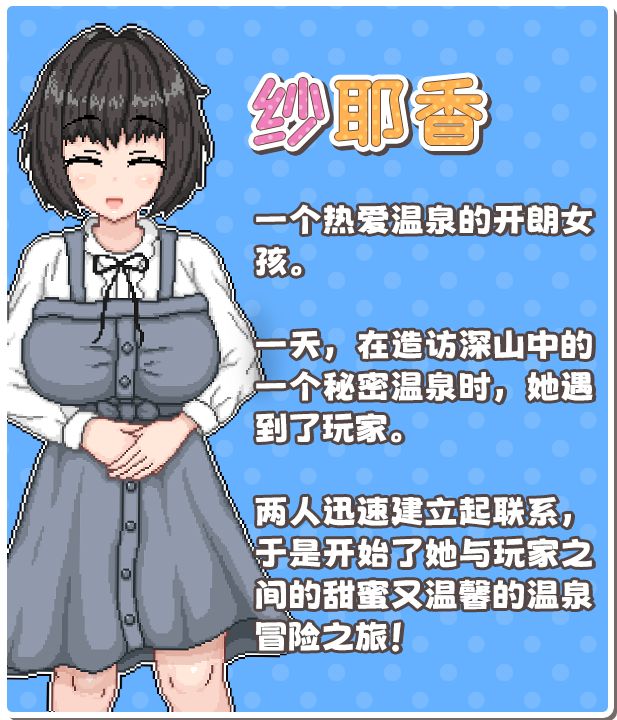 纱耶香
一个热爱温泉的开朗女
孩。
一天，在造访深山中的
一个秘密温泉时，她遇
到了玩家。
两人迅速建立起联系，
于是开始了她与玩家之
间的甜蜜又温馨的温泉
冒险之旅！